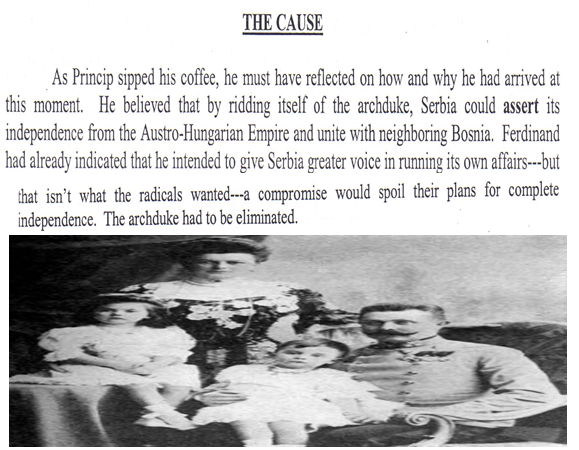 THE CAUSE
As Princip sipped his coffee, he must have reflected on how and why he had arrived at
this moment. He believed that by ridding itself of the archduke, Serbia could assert its
independence from the Austro-Hungarian Empire and unite with neighboring Bosnia. Ferdinand
had already indicated that he intended to give Serbia greater voice in running its own affairs---but
that isn't what the radicals wanted---a compromise would spoil their plans for complete
independence. The archduke had to be eliminated.